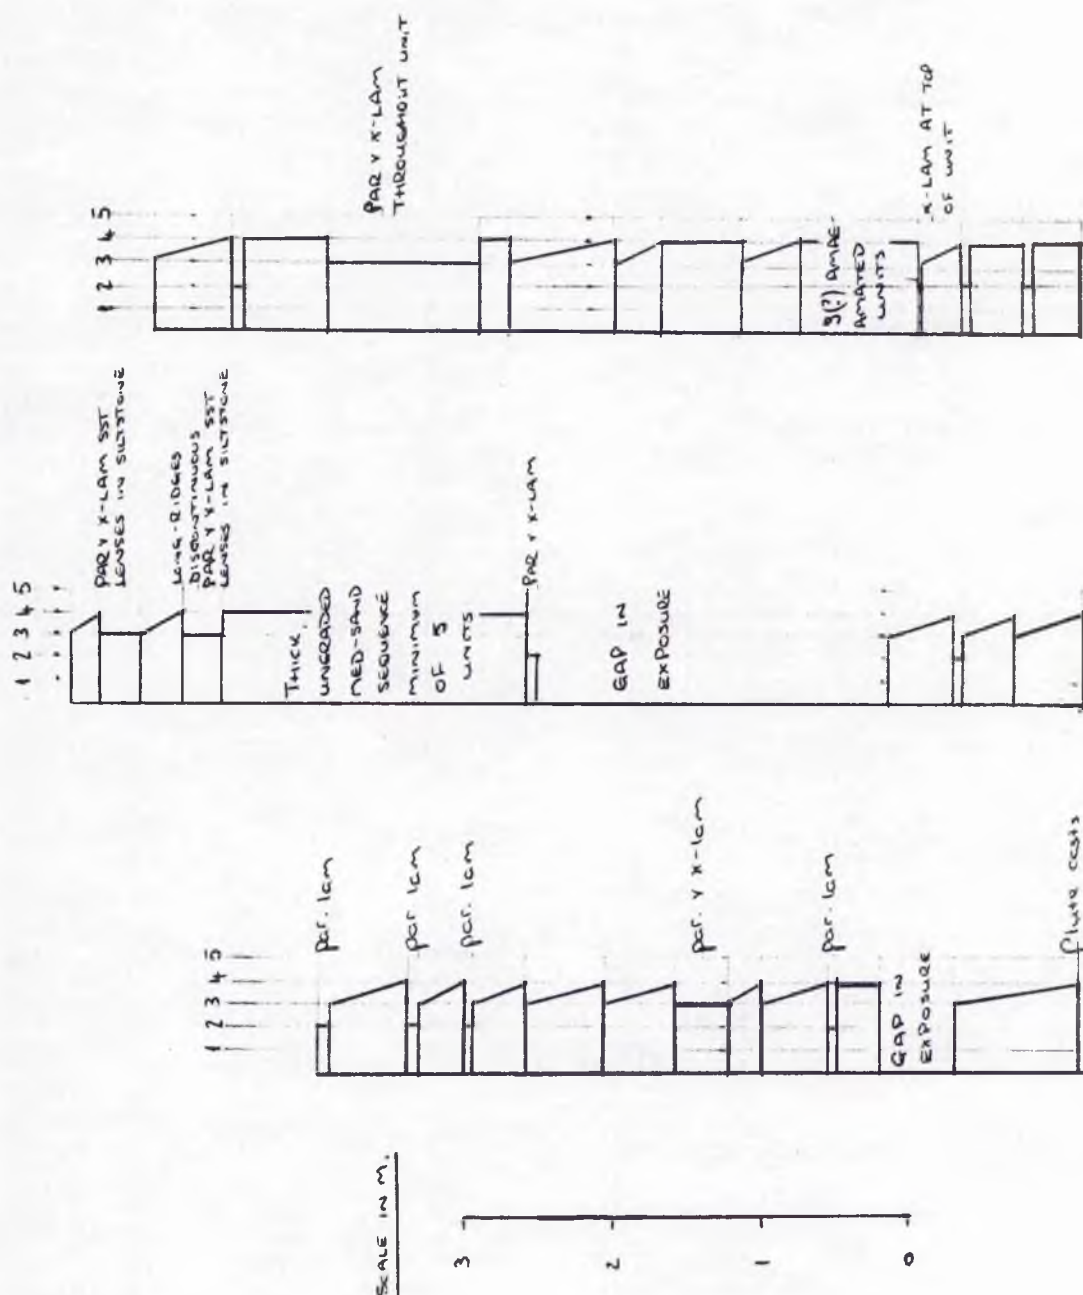 SCALE IN M.
3
2
1
0
1 2 3 4 5
par. lam
par. lam
par. lam
par. Y X-lam
par. lam
GAP IN
EXPOSURE
flute casts
1 2 3 4 5
PAR Y X-LAM SST
LENSES IN SILTSTONE
LONG-RIDGES
DISCONTINUOUS
PAR Y X-LAM SST
LENSES IN SILTSTONE
THICK,
UNGRADED
MED-SAND
SEQUENCE
MINIMUM
OF 5
UNITS
PAR Y X-LAM
GAP IN
EXPOSURE
1 2 3 4 5
PAR Y X-LAM
THROUGHOUT UNIT
(?) AMAL-
AMATED
UNITS
X-LAM AT TOP
OF UNIT